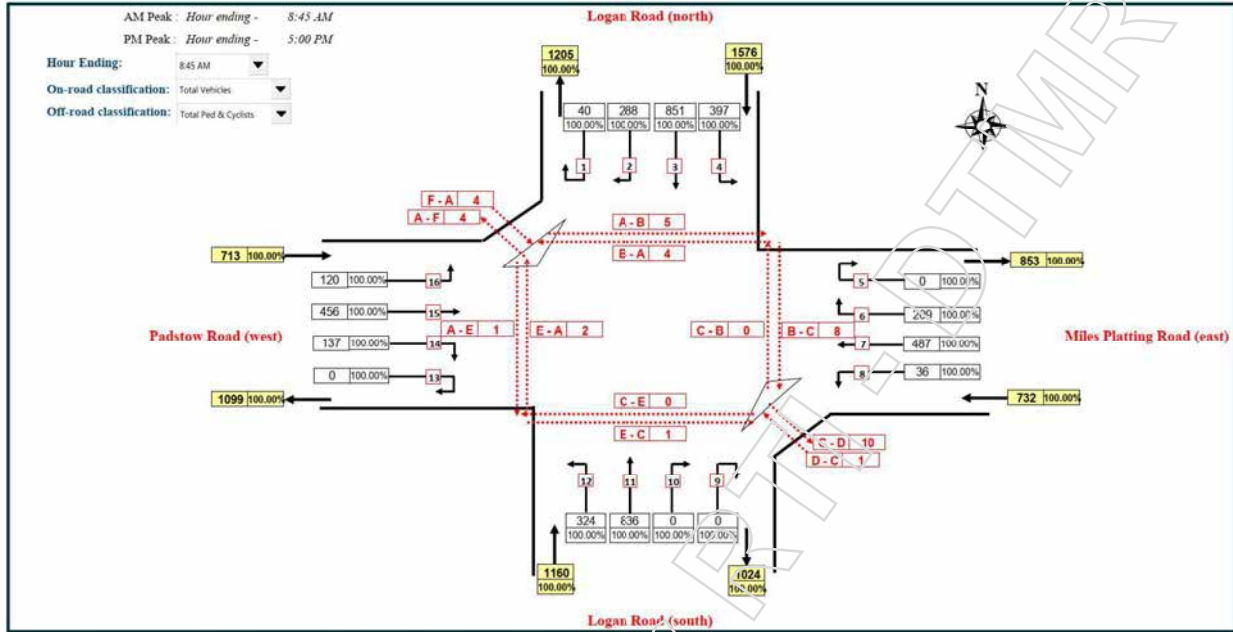 AM Peak : Hour ending - 8:45 AM
PM Peak : Hour ending - 5:00 PM
Hour Ending: 8:45 AM
On-road classification: Total Vehicles
Off-road classification: Total Ped & Cyclists
Logan Road (north)
1205
100.00%
1576
100.00%
40 288 851 397
100.00% 100.00% 100.00% 100.00%
1 2 3 4
N
F - A 4
A - F 4
A - B 5
B - A 4
713 100.00%
853 100.00%
120 100.00% 16
456 100.00% 15
137 100.00% 14
0 100.00% 13
5 0 100.00%
6 209 100.00%
7 487 100.00%
8 36 100.00%
A - E 1
E - A 2
C - B 0
B - C 8
Padstow Road (west)
Miles Platting Road (east)
1099 100.00%
732 100.00%
C - E 0
E - C 1
C - D 10
D - C 1
12 11 10 9
324 836 0 0
100.00% 100.00% 100.00% 100.00%
1160
100.00%
1024
100.00%
Logan Road (south)
RTI - DTMR